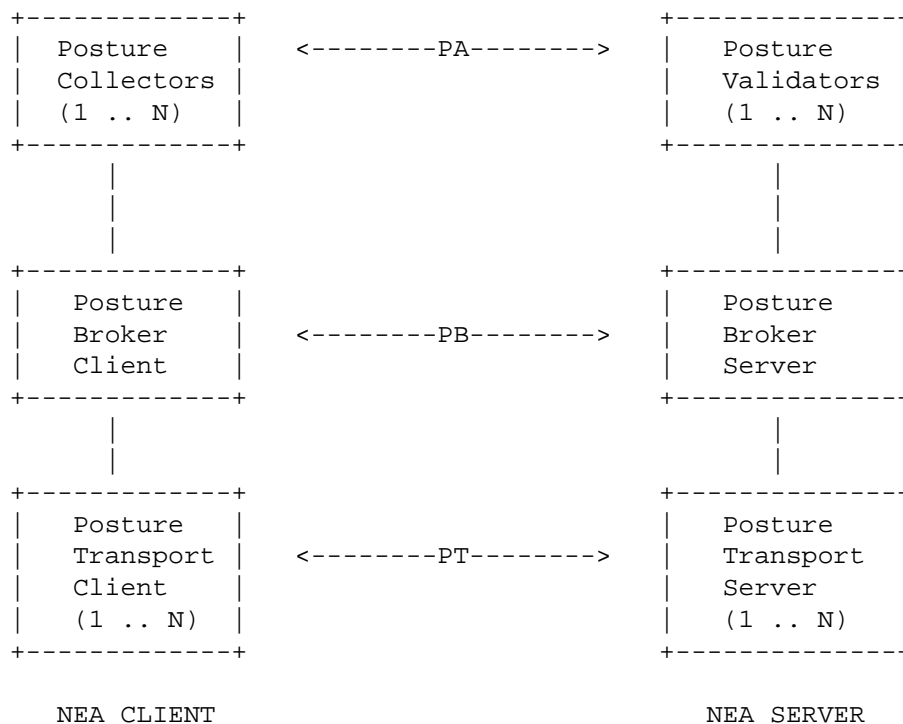 +-------------+                          +--------------
|   Posture   |   <--------PA-------->   |   Posture
|   Collectors |                          |   Validators
|   (1 .. N)  |                          |   (1 .. N)
+-------------+                          +--------------
      |                                        |
      |                                        |
      |                                        |
+-------------+                          +--------------
|   Posture   |                          |   Posture
|   Broker    |   <--------PB-------->   |   Broker
|   Client    |                          |   Server
+-------------+                          +--------------
      |                                        |
      |                                        |
+-------------+                          +--------------
|   Posture   |                          |   Posture
|   Transport |   <--------PT-------->   |   Transport
|   Client    |                          |   Server
|   (1 .. N)  |                          |   (1 .. N)
+-------------+                          +--------------
   NEA CLIENT                               NEA SERVER